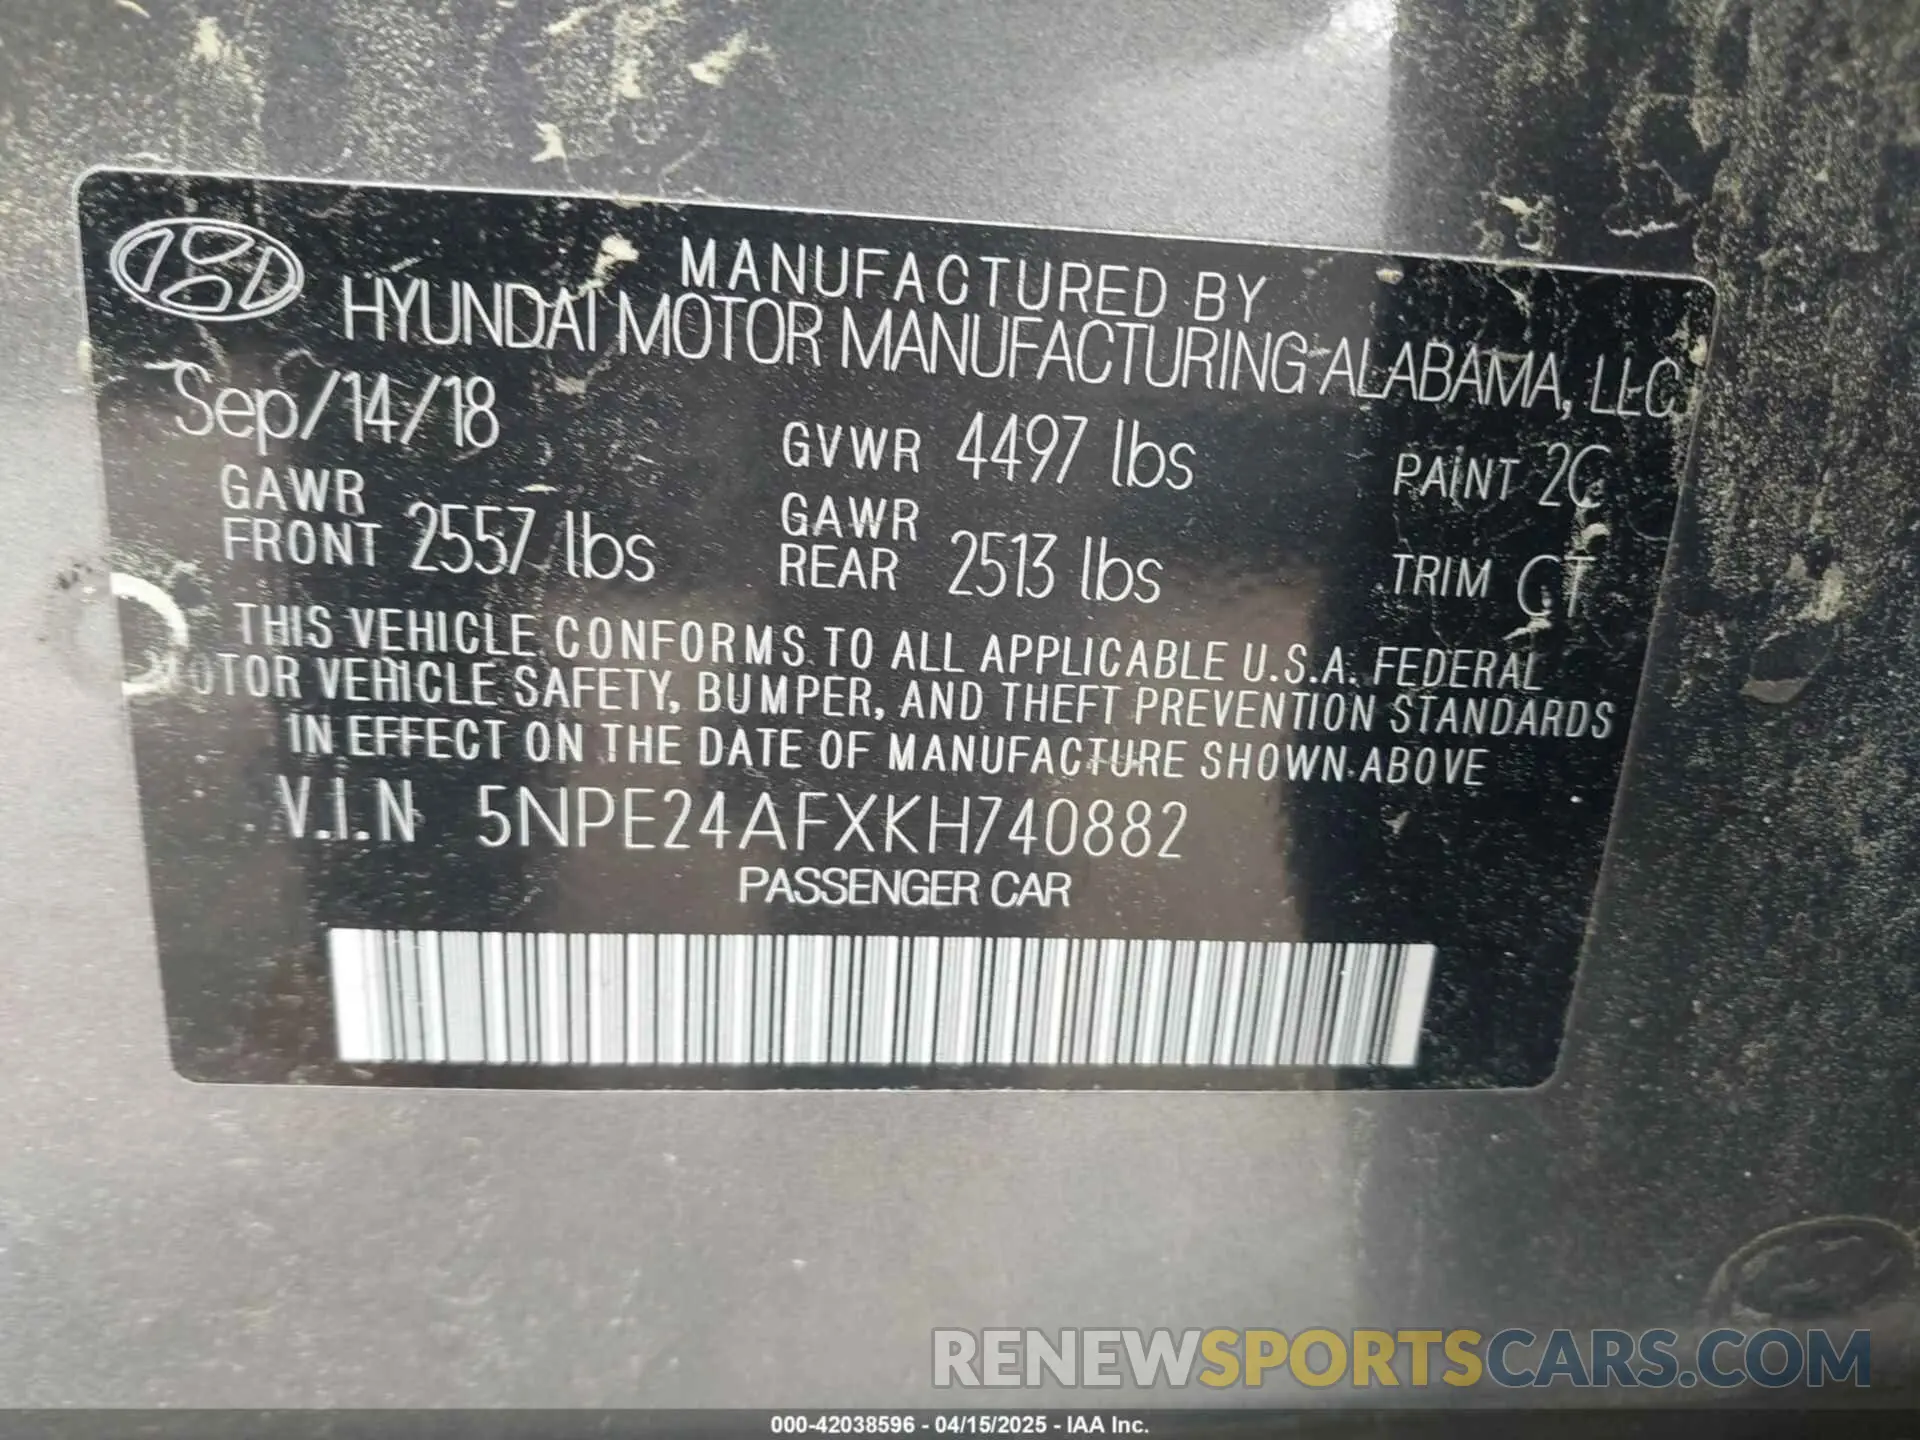 MANUFACTURED BY
HYUNDAI MOTOR MANUFACTURING ALABAMA, LLC
Sep/14/18 GVWR 4497 lbs PAINT 2C
GAWR FRONT 2557 lbs GAWR REAR 2513 lbs TRIM CT
THIS VEHICLE CONFORMS TO ALL APPLICABLE U.S.A. FEDERAL
MOTOR VEHICLE SAFETY, BUMPER, AND THEFT PREVENTION STANDARDS
IN EFFECT ON THE DATE OF MANUFACTURE SHOWN ABOVE
V.I.N 5NPE24AFXKH740882
PASSENGER CAR
RENEWSPORTSCARS.COM
000-42038596 - 04/15/2025 - IAA Inc.